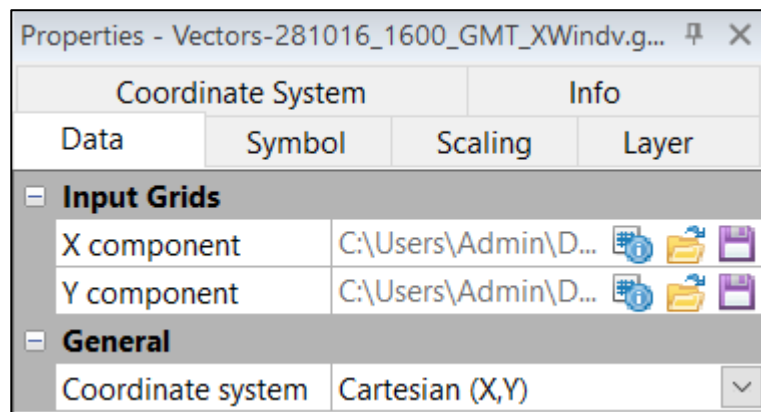 Properties - Vectors-281016_1600_GMT_XWindv.g...
Coordinate System Info
Data Symbol Scaling Layer
Input Grids
X component C:\Users\Admin\D...
Y component C:\Users\Admin\D...
General
Coordinate system Cartesian (X,Y)